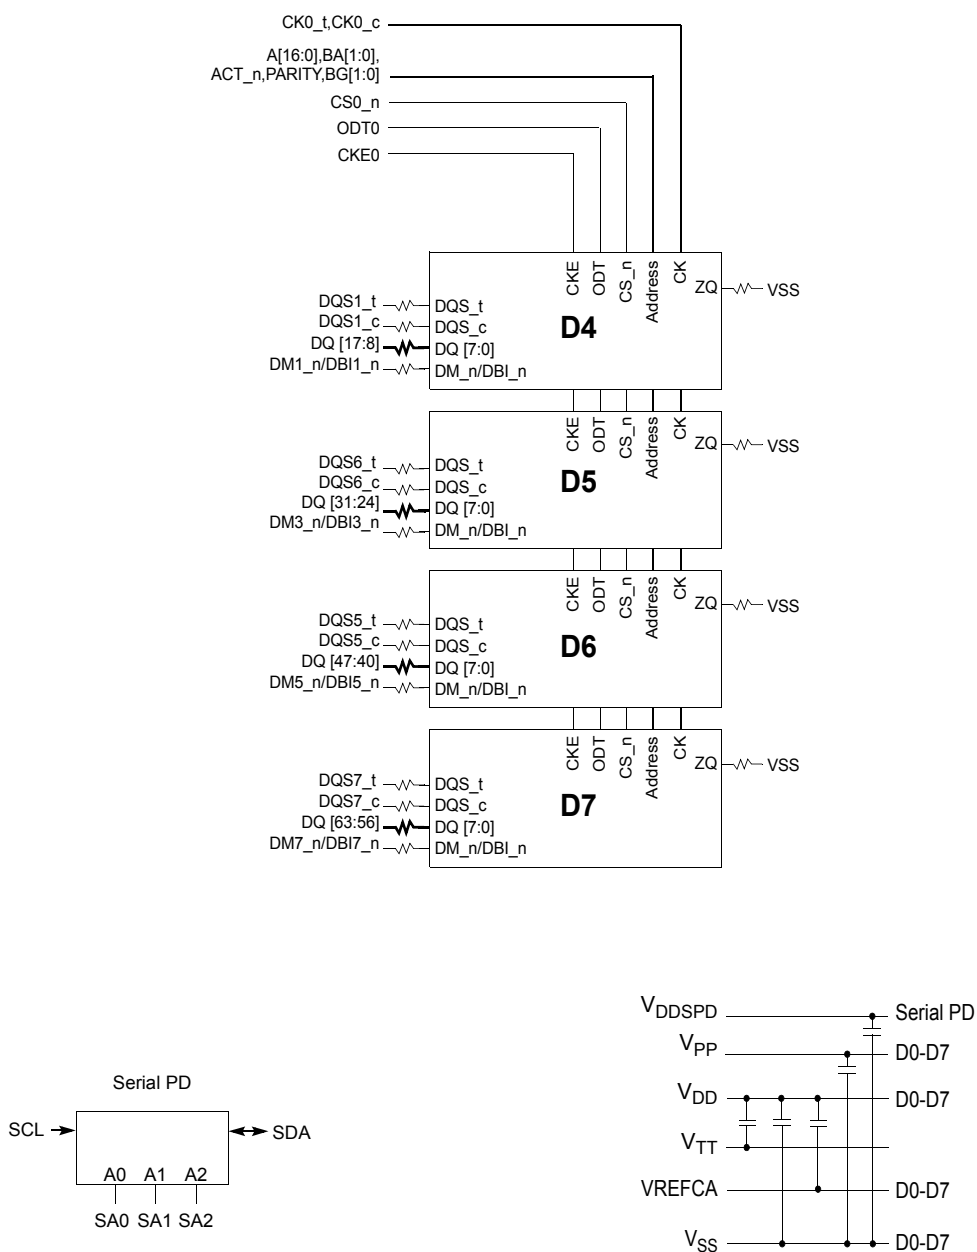 CK0_t,CK0_c
A[16:0],BA[1:0],
ACT_n,PARITY,BG[1:0]
CS0_n
ODT0
CKE0
CKE
ODT
CS_n
Address
CK
ZQ
VSS
DQS1_t
DQS1_c
DQ [17:8]
DM1_n/DBI1_n
DQS_t
DQS_c
DQ [7:0]
DM_n/DBI_n
D4
CKE
ODT
CS_n
Address
CK
ZQ
VSS
DQS6_t
DQS6_c
DQ [31:24]
DM3_n/DBI3_n
DQS_t
DQS_c
DQ [7:0]
DM_n/DBI_n
D5
CKE
ODT
CS_n
Address
CK
ZQ
VSS
DQS5_t
DQS5_c
DQ [47:40]
DM5_n/DBI5_n
DQS_t
DQS_c
DQ [7:0]
DM_n/DBI_n
D6
CKE
ODT
CS_n
Address
CK
ZQ
VSS
DQS7_t
DQS7_c
DQ [63:56]
DM7_n/DBI7_n
DQS_t
DQS_c
DQ [7:0]
DM_n/DBI_n
D7
Serial PD
SCL
SDA
A0 A1 A2
SA0 SA1 SA2
VDDSPD Serial PD
VPP D0-D7
VDD D0-D7
VTT
VREFCA D0-D7
VSS D0-D7